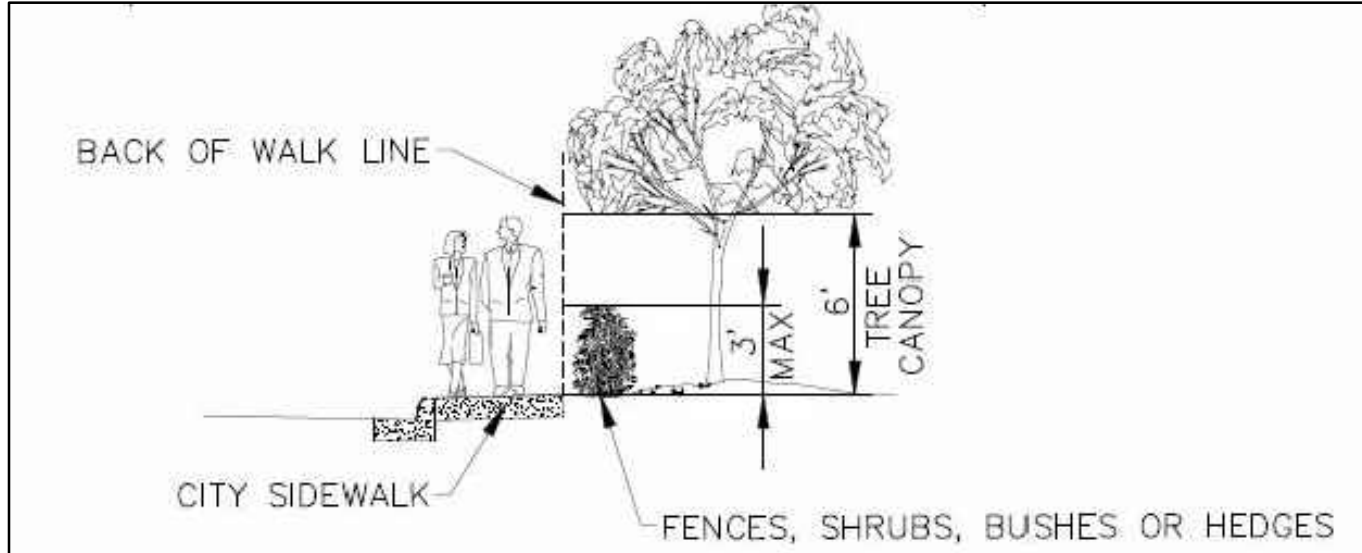 BACK OF WALK LINE
6'
TREE
CANOPY
3'
MAX
CITY SIDEWALK
FENCES, SHRUBS, BUSHES OR HEDGES